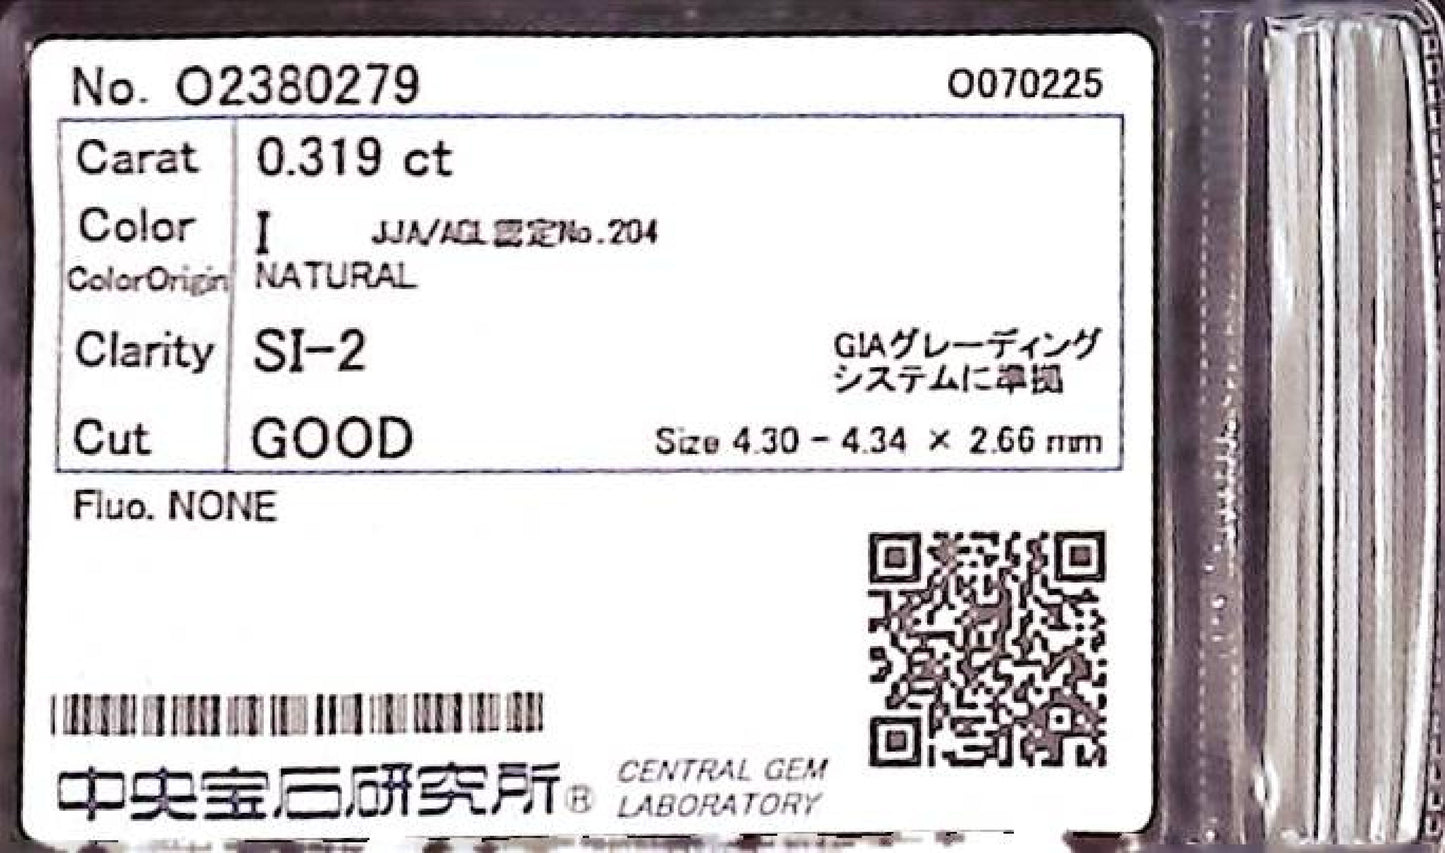 No. O2380279 O070225
Carat 0.319 ct
Color I JJA/AGL認定No.204
ColorOrigin NATURAL
Clarity SI-2 GIAグレーディング
システムに準拠
Cut GOOD Size 4.30 - 4.34 × 2.66 mm
Fluo. NONE
中央宝石研究所® CENTRAL GEM
LABORATORY